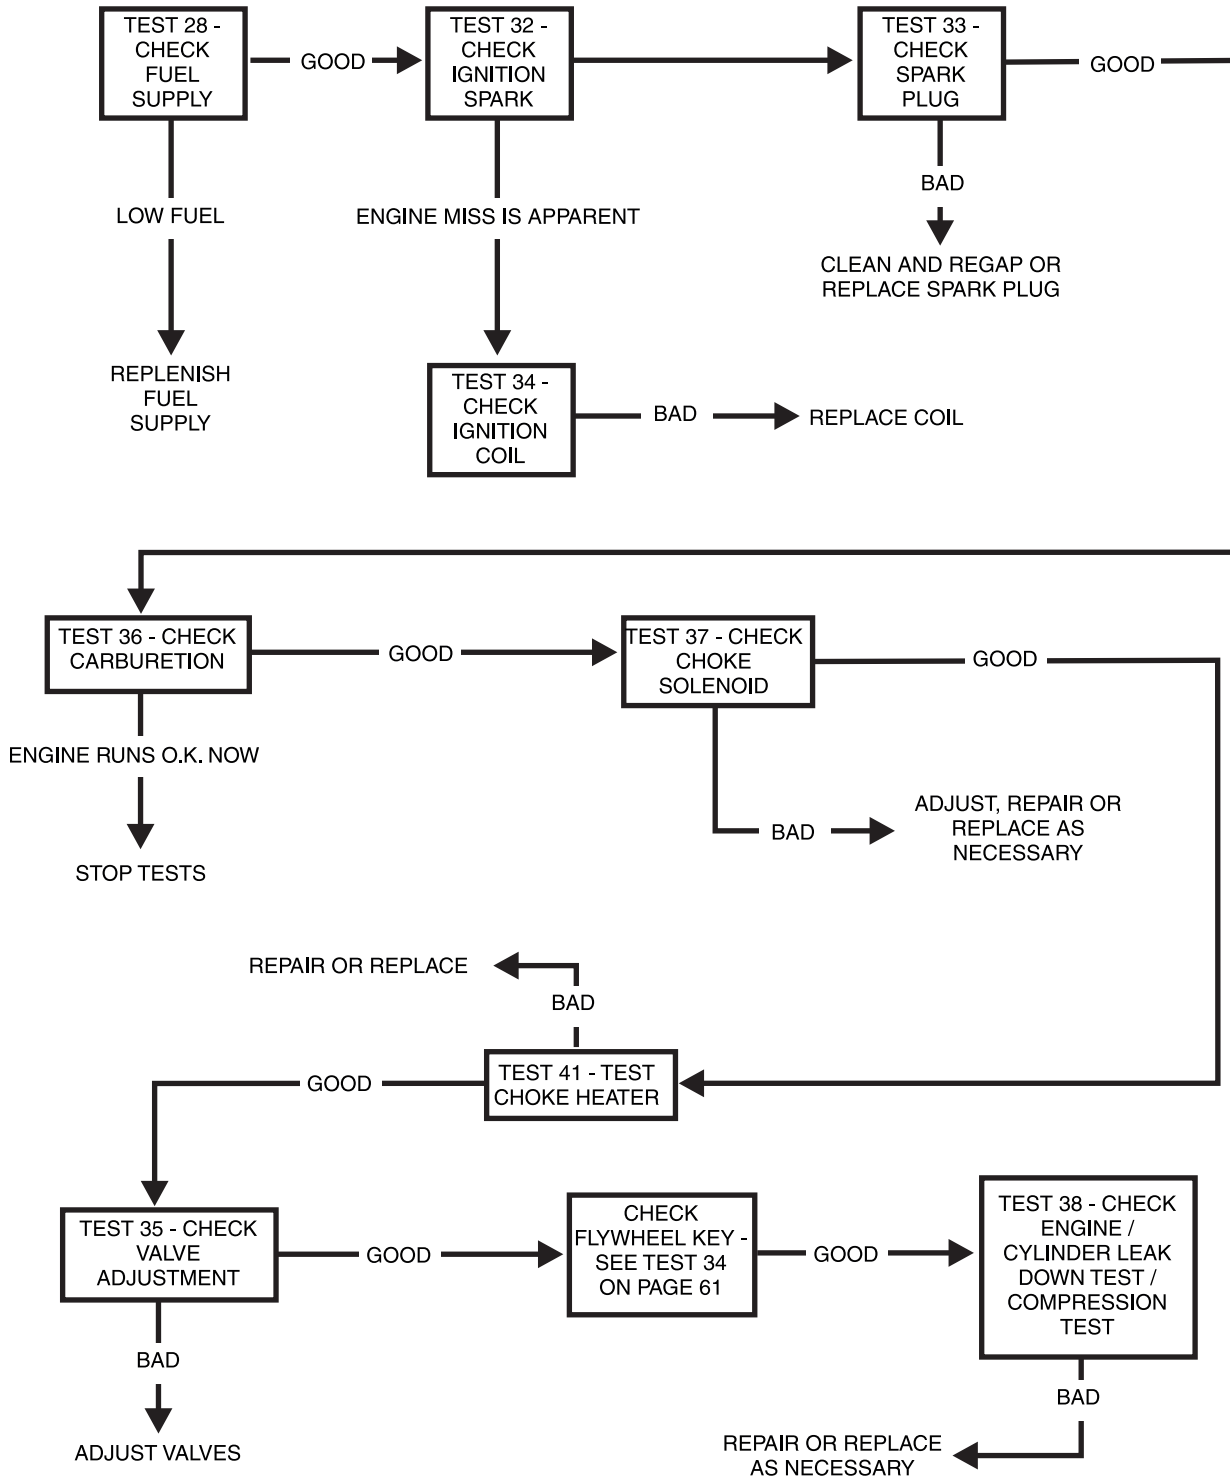 TEST 28 -
CHECK
FUEL
SUPPLY
GOOD
TEST 32 -
CHECK
IGNITION
SPARK
TEST 33 -
CHECK
SPARK
PLUG
GOOD
LOW FUEL
ENGINE MISS IS APPARENT
BAD
CLEAN AND REGAP OR
REPLACE SPARK PLUG
REPLENISH
FUEL
SUPPLY
TEST 34 -
CHECK
IGNITION
COIL
BAD
REPLACE COIL
TEST 36 - CHECK
CARBURETION
GOOD
TEST 37 - CHECK
CHOKE
SOLENOID
GOOD
ENGINE RUNS O.K. NOW
STOP TESTS
BAD
ADJUST, REPAIR OR
REPLACE AS
NECESSARY
REPAIR OR REPLACE
BAD
TEST 41 - TEST
CHOKE HEATER
GOOD
TEST 35 - CHECK
VALVE
ADJUSTMENT
GOOD
CHECK
FLYWHEEL KEY -
SEE TEST 34
ON PAGE 61
GOOD
TEST 38 - CHECK
ENGINE /
CYLINDER LEAK
DOWN TEST /
COMPRESSION
TEST
BAD
ADJUST VALVES
BAD
REPAIR OR REPLACE
AS NECESSARY